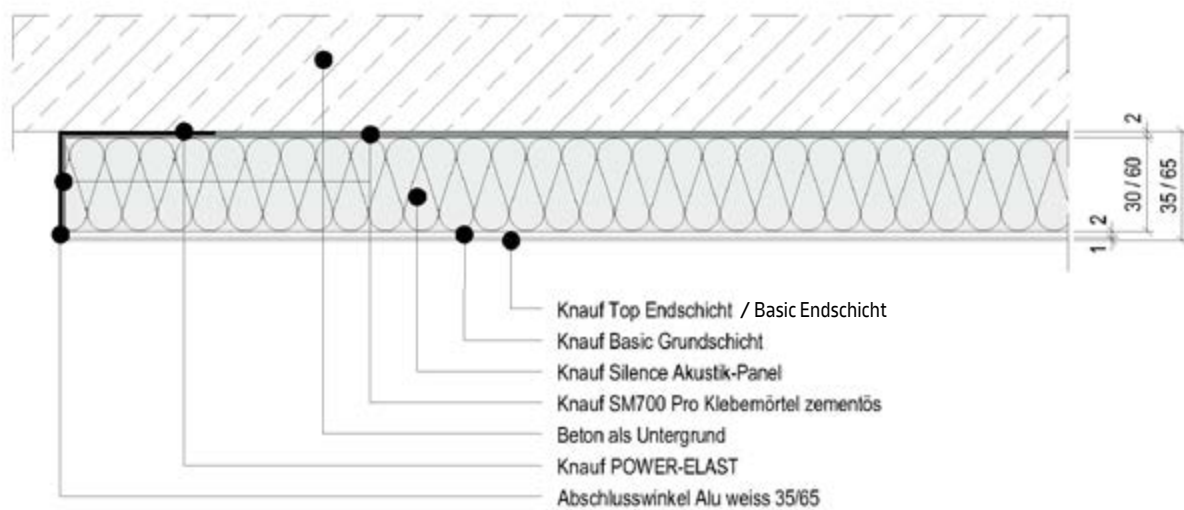 2
30 / 60
35 / 65
2
1
Knauf Top Endschicht / Basic Endschicht
Knauf Basic Grundschicht
Knauf Silence Akustik-Panel
Knauf SM700 Pro Klebemörtel zementös
Beton als Untergrund
Knauf POWER-ELAST
Abschlusswinkel Alu weiss 35/65